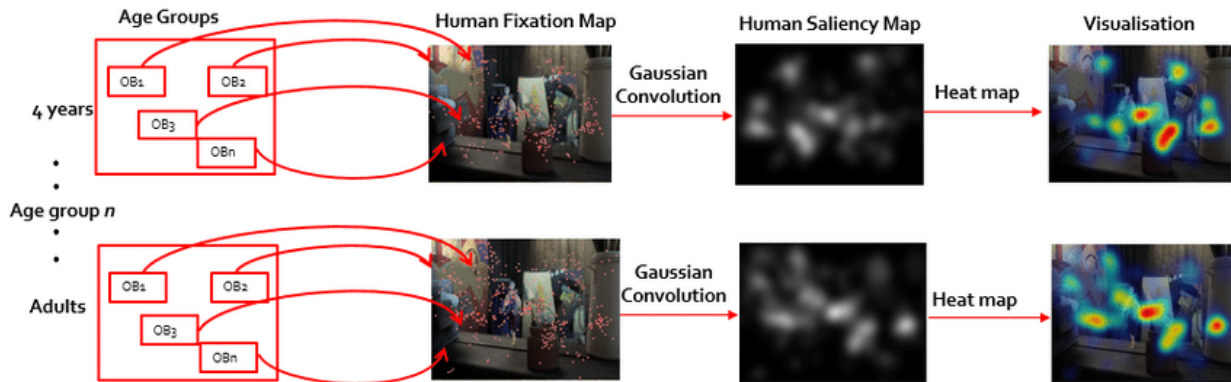 Age Groups
Human Fixation Map
Human Saliency Map
Visualisation
4 years
OB1
OB2
OB3
OBn
Gaussian
Convolution
Heat map
Age group n
Adults
OB1
OB2
OB3
OBn
Gaussian
Convolution
Heat map